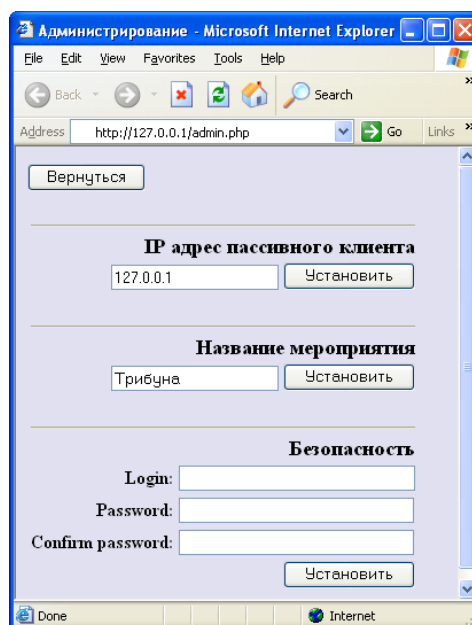 Администрирование - Microsoft Internet Explorer
File Edit View Favorites Tools Help
Back Search
Address http://127.0.0.1/admin.php Go Links »
Вернуться
IP адрес пассивного клиента
127.0.0.1 Установить
Название мероприятия
Трибуна Установить
Безопасность
Login:
Password:
Confirm password:
Установить
Done Internet